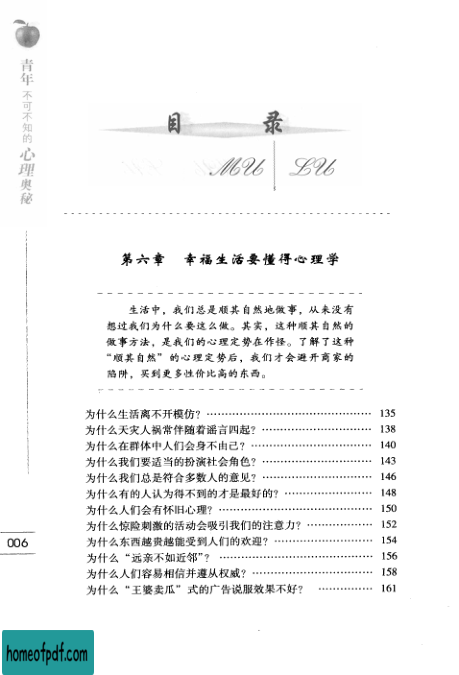 青年不可不知的心理奥秘
目 录
MU LU
第六章 幸福生活要懂得心理学
生活中，我们总是顺其自然地做事，从来没有
想过我们为什么要这么做。其实，这种顺其自然的
做事方法，是我们的心理定势在作怪。了解了这种
“顺其自然”的心理定势后，我们才会避开商家的
陷阱，买到更多性价比高的东西。
为什么生活离不开模仿？ 135
为什么天灾人祸常伴随着谣言四起？ 138
为什么在群体中人们会身不由己？ 140
为什么我们要适当的扮演社会角色？ 143
为什么我们总是符合多数人的意见？ 146
为什么有的人认为得不到的才是最好的？ 148
为什么人们会有怀旧心理？ 150
为什么惊险刺激的活动会吸引我们的注意力？ 152
为什么东西越贵越能受到人们的欢迎？ 154
为什么“远亲不如近邻”？ 156
为什么人们容易相信并遵从权威？ 158
为什么“王婆卖瓜”式的广告说服效果不好？ 161
006
homeofpdf.com